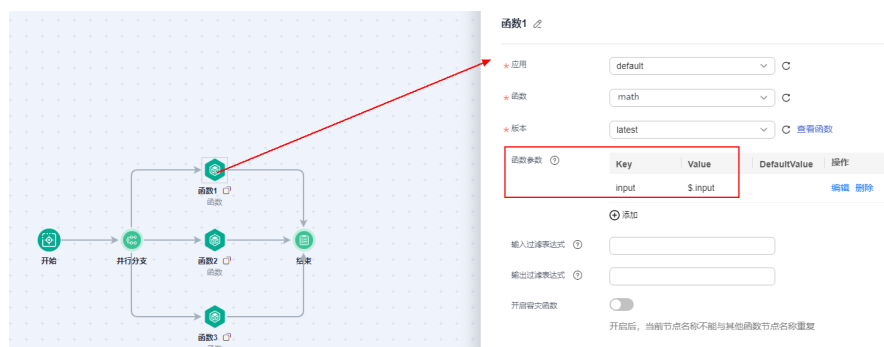 函数1
应用
default
函数
math
版本
latest
查看函数
函数参数
Key Value DefaultValue 操作
input $.input 编辑 删除
添加
输入过滤表达式
输出过滤表达式
开启容灾函数
开启后，当前节点名称不能与其他函数节点名称重复
函数1
函数
开始
并行分支
函数2
函数
结束
函数3
函数